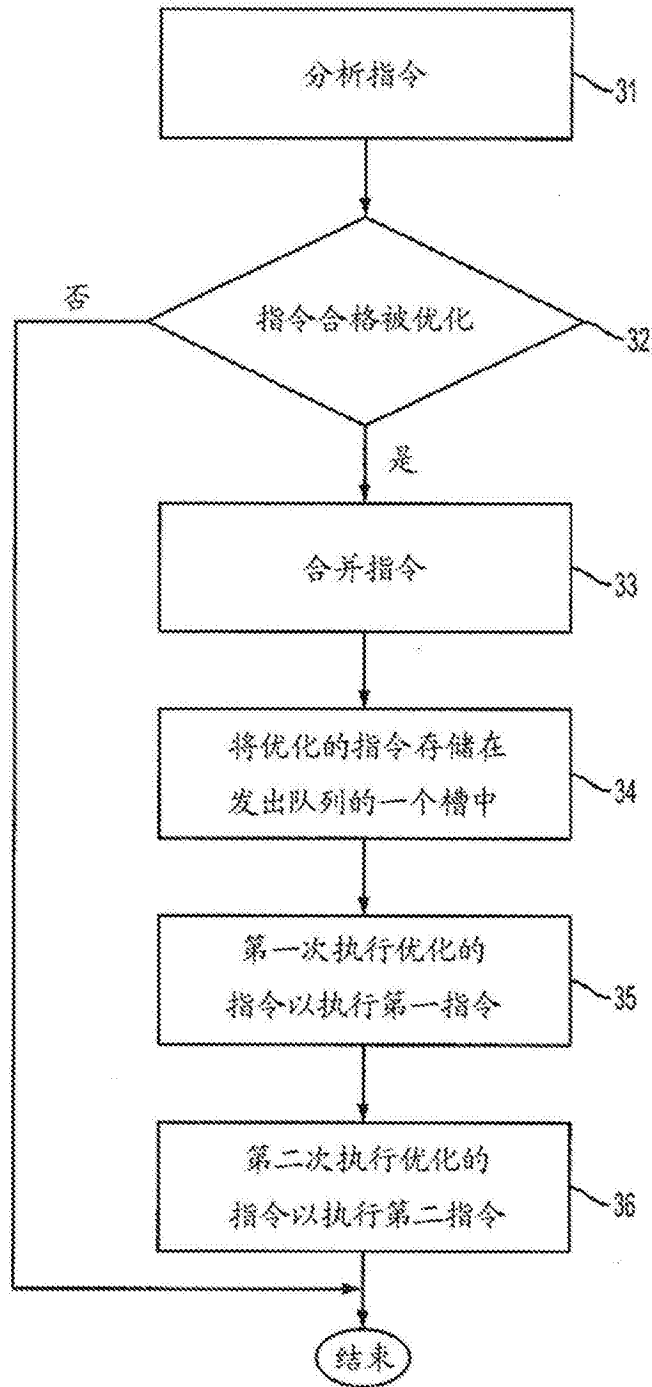 分析指令
31
指令合格被优化
32
否
是
合并指令
33
将优化的指令存储在
发出队列的一个槽中
34
第一次执行优化的
指令以执行第一指令
35
第二次执行优化的
指令以执行第二指令
36
结束